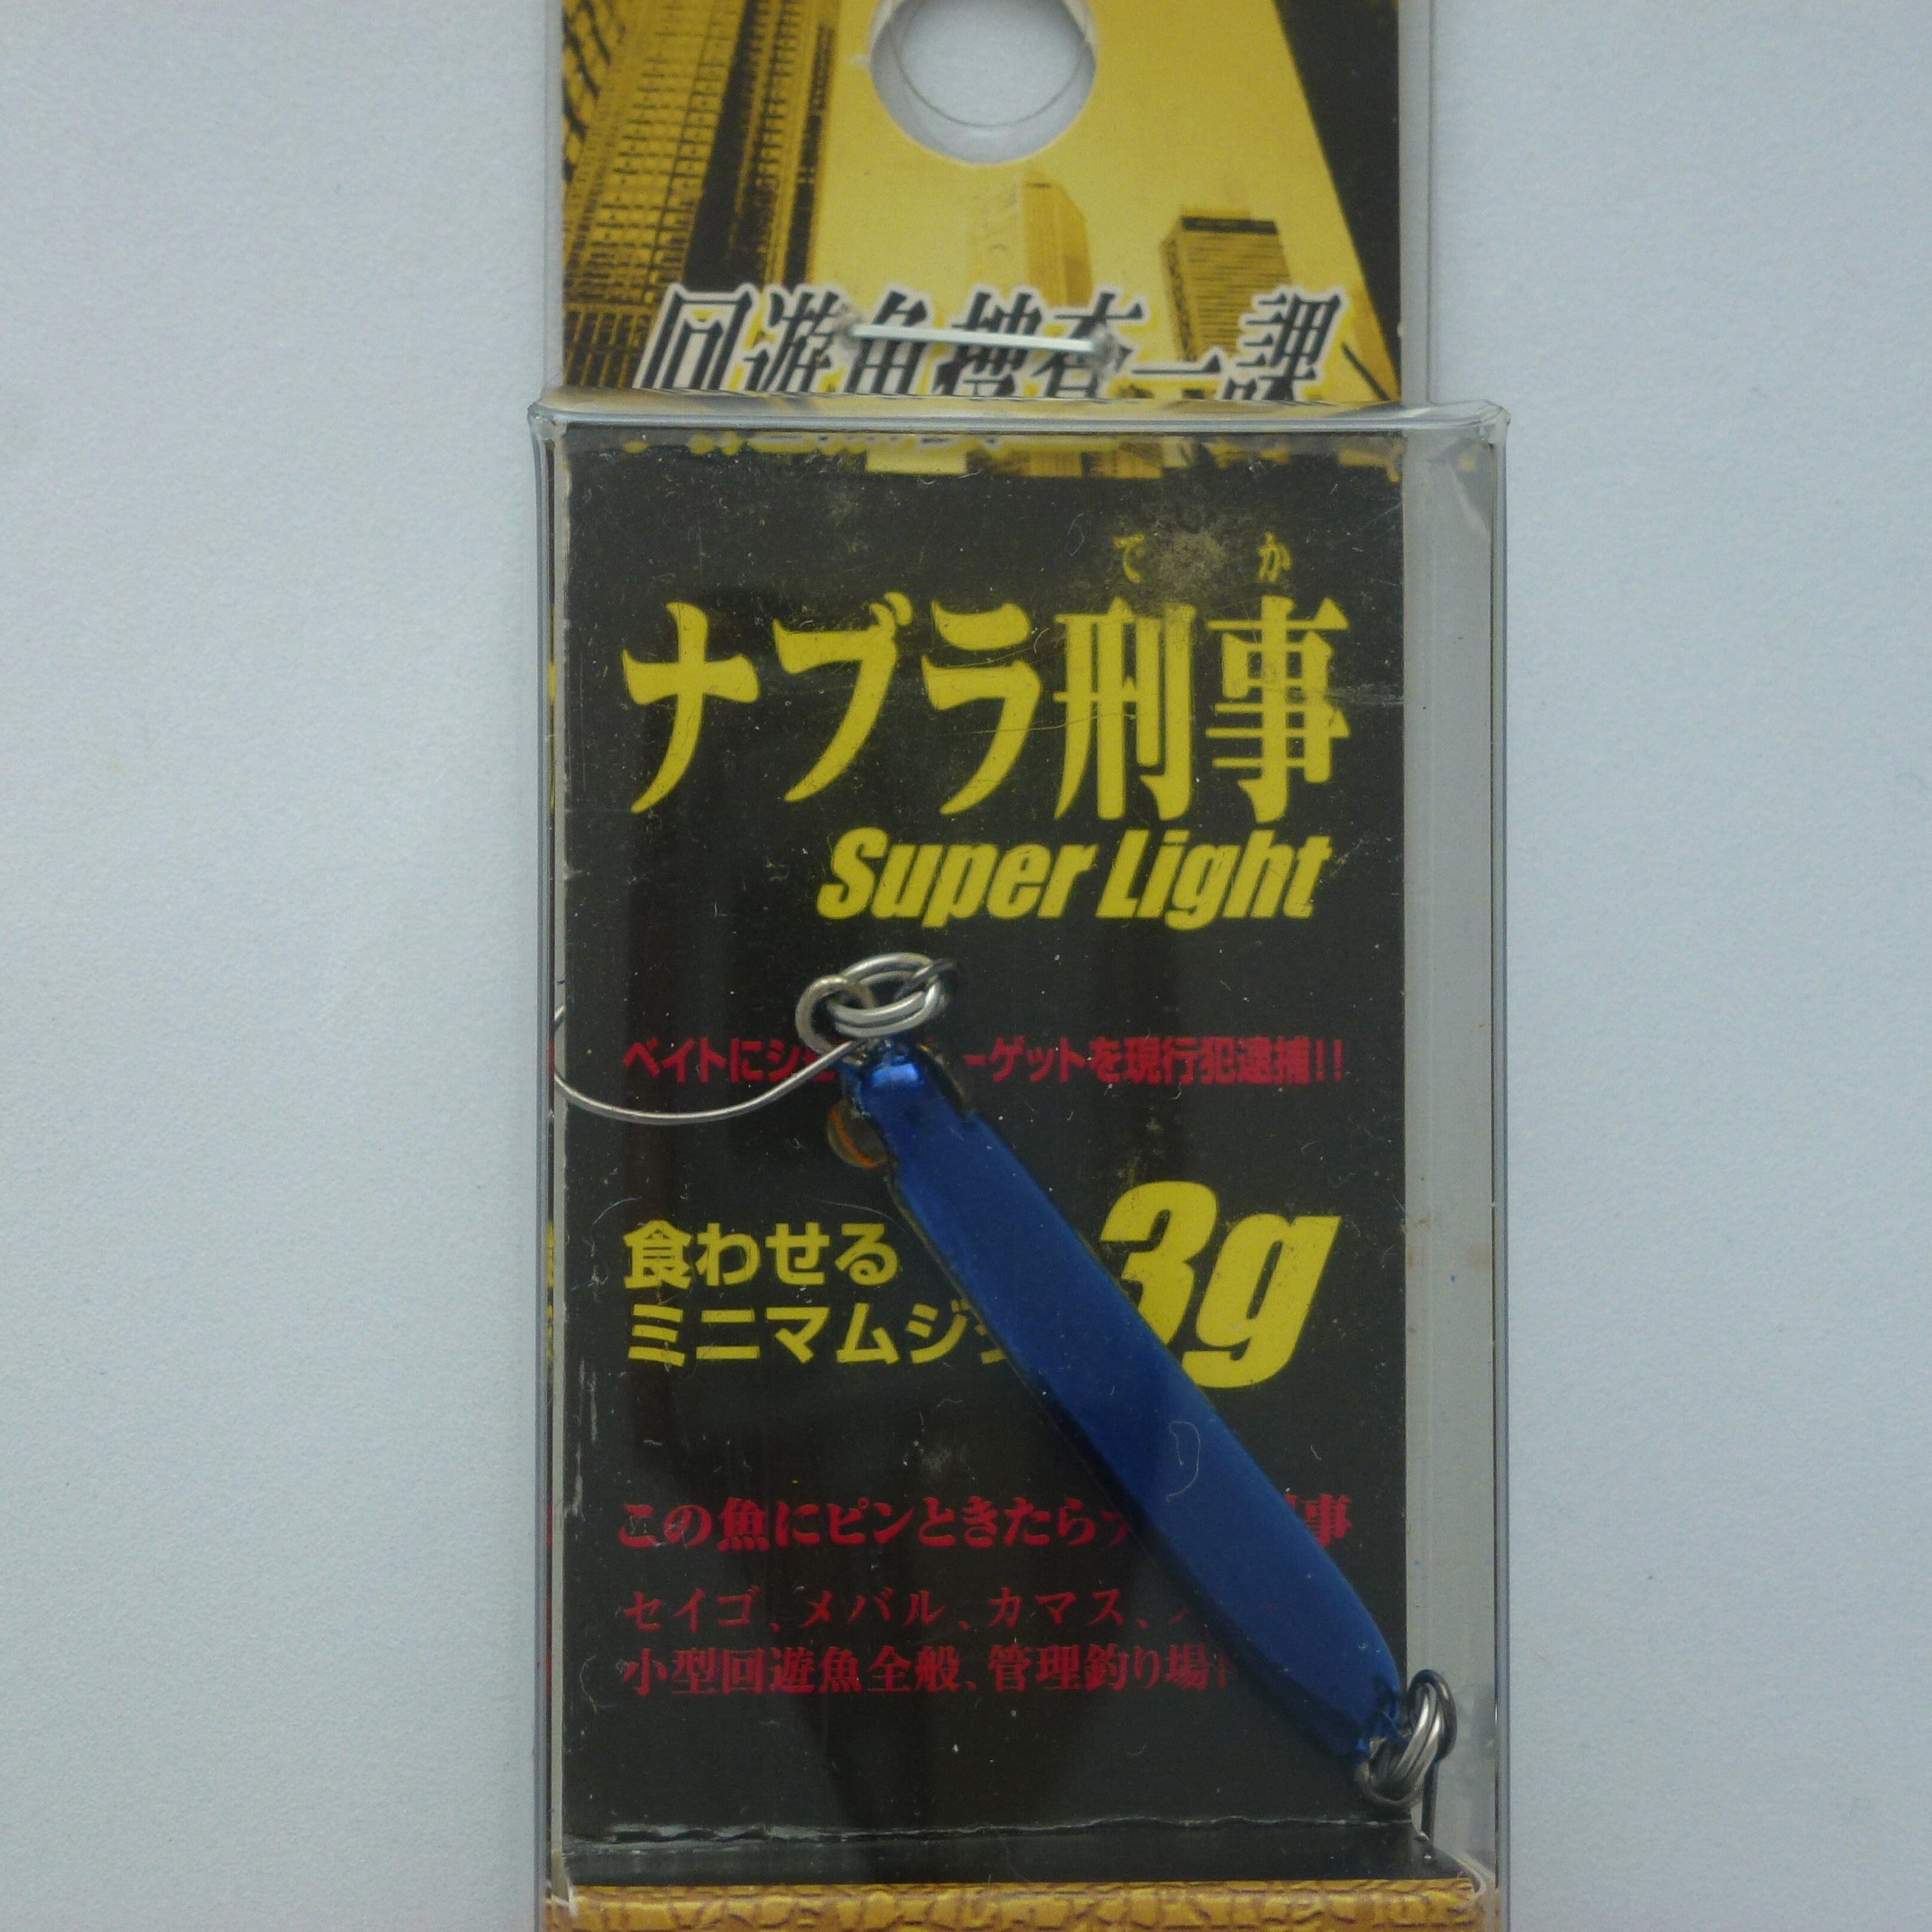 回遊魚捜査一課
でか
ナブラ刑事
Super Light
ベイトにシ ーゲットを現行犯逮捕!!
食わせる
ミニマムジ
3g
この魚にピンときたらナ 事
セイゴ、メバル、カマス、
小型回遊魚全般、管理釣り場